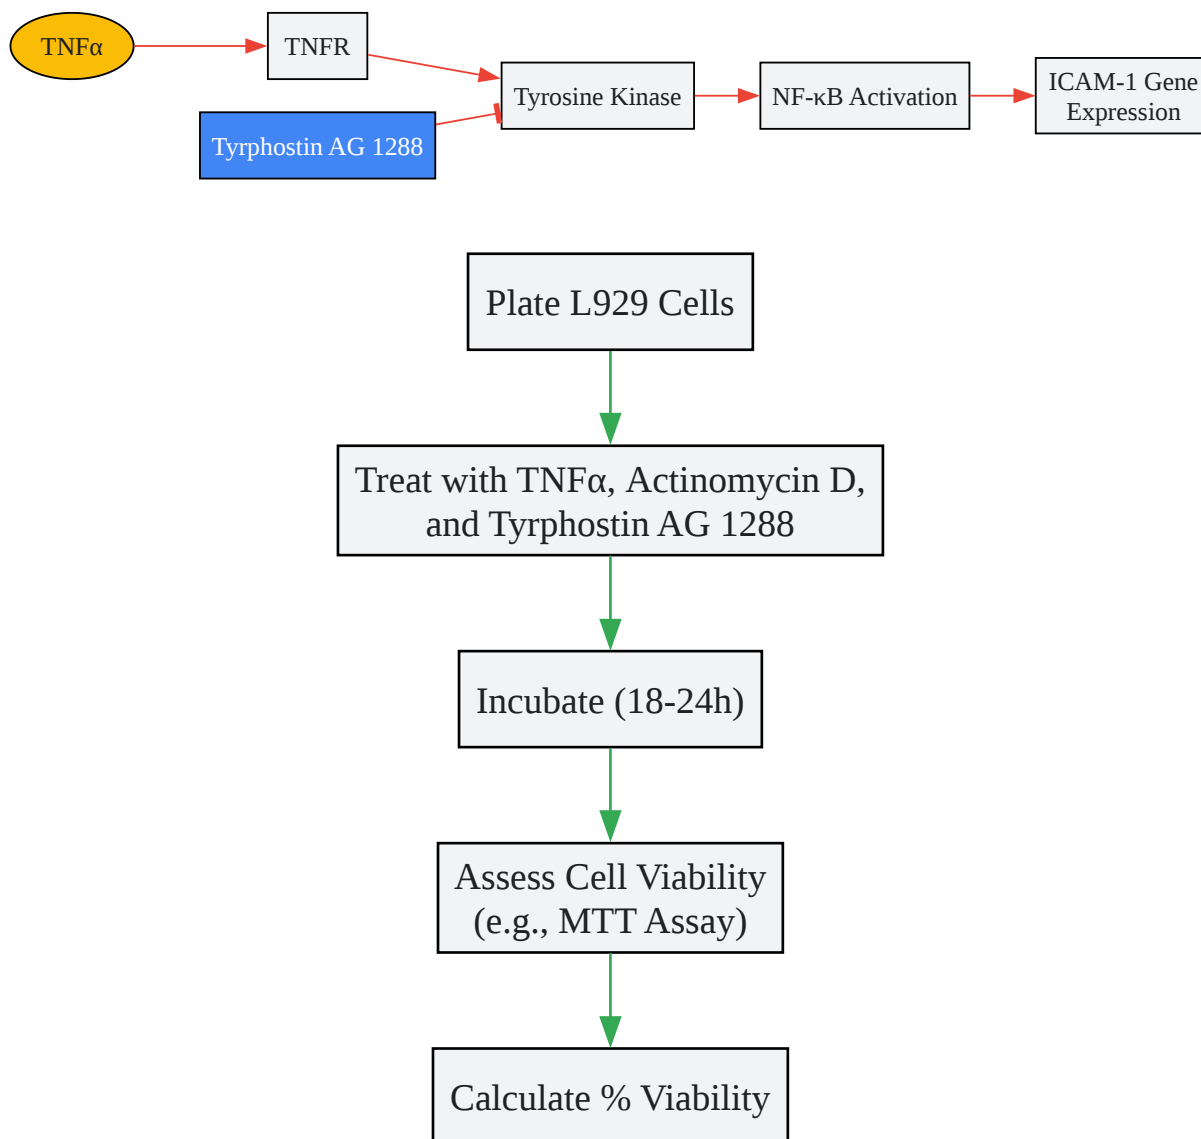 TNFα
TNFR
Tyrosine Kinase
NF-κB Activation
ICAM-1 Gene
Expression
Tyrphostin AG 1288
Plate L929 Cells
Treat with TNFα, Actinomycin D,
and Tyrphostin AG 1288
Incubate (18-24h)
Assess Cell Viability
(e.g., MTT Assay)
Calculate % Viability